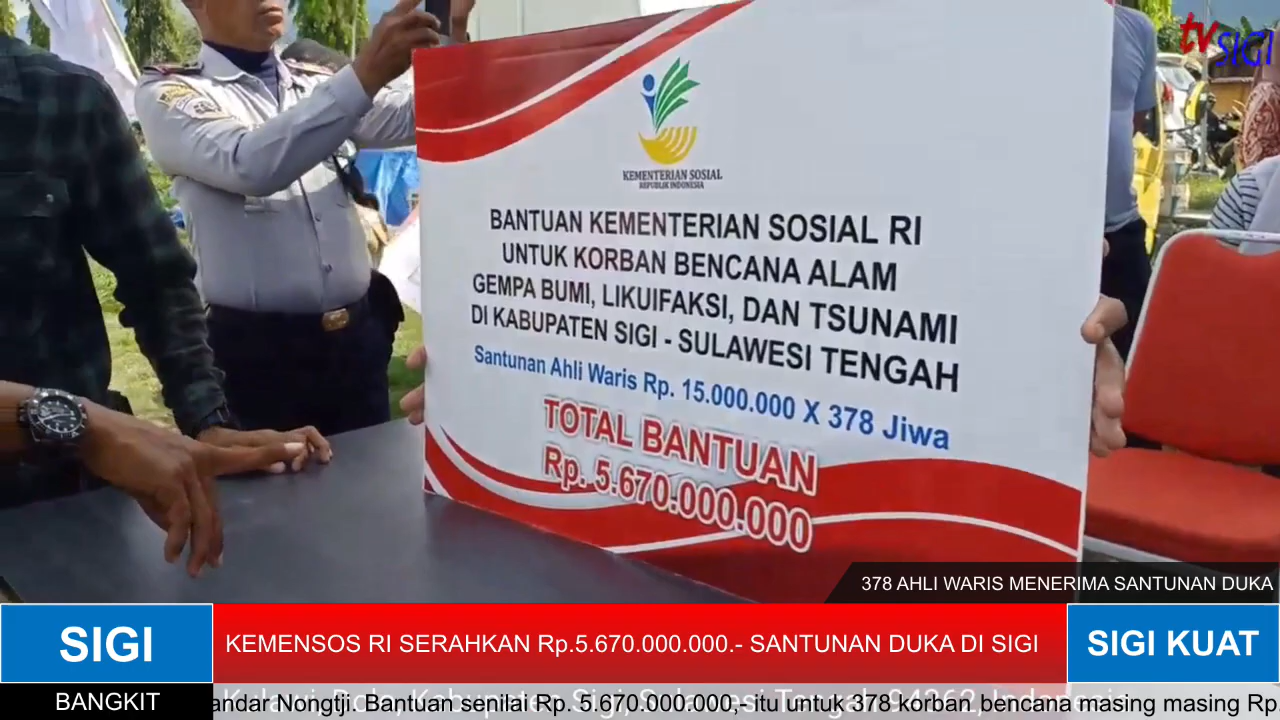 tv SIGI
KEMENTERIAN SOSIAL
REPUBLIK INDONESIA
BANTUAN KEMENTERIAN SOSIAL RI
UNTUK KORBAN BENCANA ALAM
GEMPA BUMI, LIKUIFAKSI, DAN TSUNAMI
DI KABUPATEN SIGI - SULAWESI TENGAH
Santunan Ahli Waris Rp. 15.000.000 X 378 Jiwa
TOTAL BANTUAN
Rp. 5.670.000.000
378 AHLI WARIS MENERIMA SANTUNAN DUKA
SIGI
KEMENSOS RI SERAHKAN Rp.5.670.000.000.- SANTUNAN DUKA DI SIGI
SIGI KUAT
BANGKIT
andar Nongtji. Bantuan senilai Rp. 5.670.000.000,- itu untuk 378 korban bencana masing masing Rp